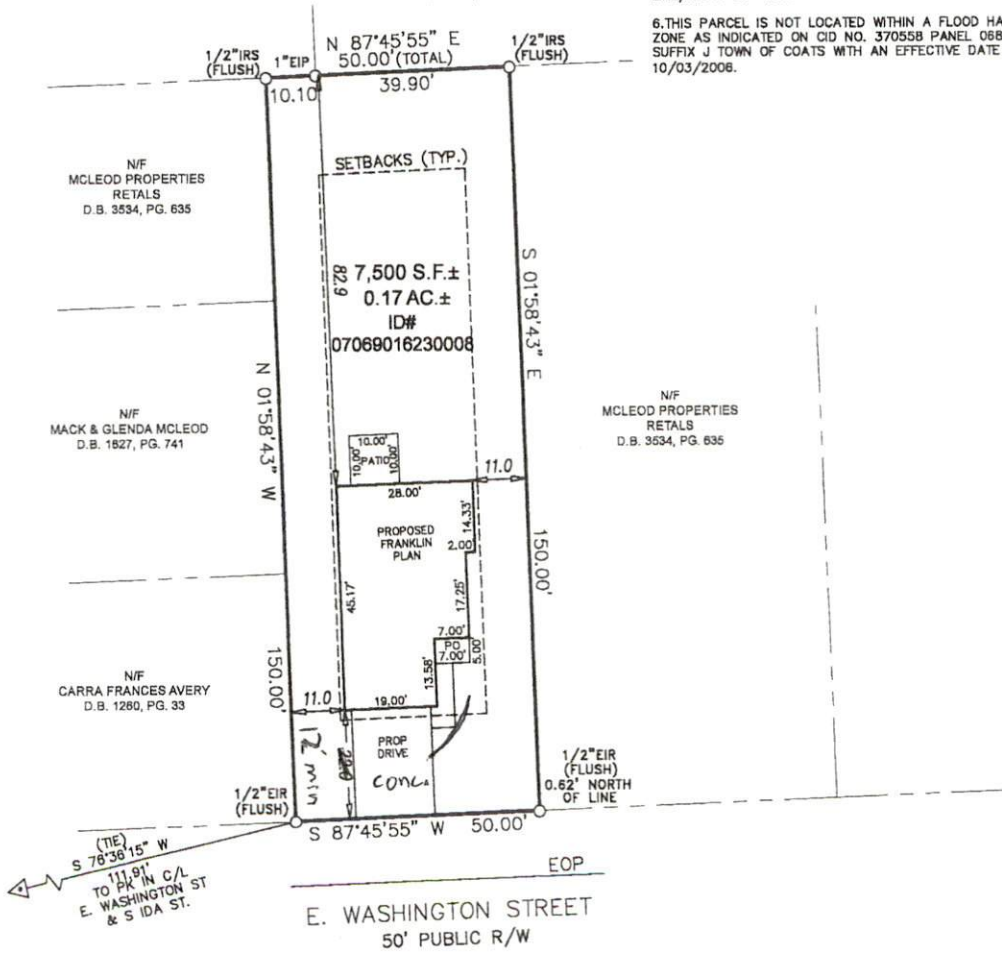 6.THIS PARCEL IS NOT LOCATED WITHIN A FLOOD HA
ZONE AS INDICATED ON CID NO. 370558 PANEL 068
SUFFIX J TOWN OF COATS WITH AN EFFECTIVE DATE
10/03/2006.
N 87°45'55" E
50.00'(TOTAL)
1/2"IRS
(FLUSH)
1"EIP
1/2"IRS
(FLUSH)
10.10
39.90'
N/F
MCLEOD PROPERTIES
RETALS
D.B. 3534, PG. 635
SETBACKS (TYP.)
82.9
7,500 S.F.±
0.17 AC.±
ID#
07069016230008
S 01°58'43" E
N 01°58'43" W
N/F
MACK & GLENDA MCLEOD
D.B. 1627, PG. 741
N/F
MCLEOD PROPERTIES
RETALS
D.B. 3534, PG. 635
10.00'
10.00'
PATIO
10.00'
11.0
28.00'
PROPOSED
FRANKLIN
PLAN
14.33'
2.00'
150.00'
45.17'
17.25'
7.00'
PO
7.00'
5.00'
13.58'
N/F
CARRA FRANCES AVERY
D.B. 1260, PG. 33
150.00'
11.0
19.00'
12' min
PROP
DRIVE
conc.
1/2"EIR
(FLUSH)
0.62' NORTH
OF LINE
1/2"EIR
(FLUSH)
S 87°45'55" W 50.00'
(TIE)
S 76°36'15" W
111.91'
TO PK IN C/L
E. WASHINGTON ST
& S IDA ST.
EOP
E. WASHINGTON STREET
50' PUBLIC R/W